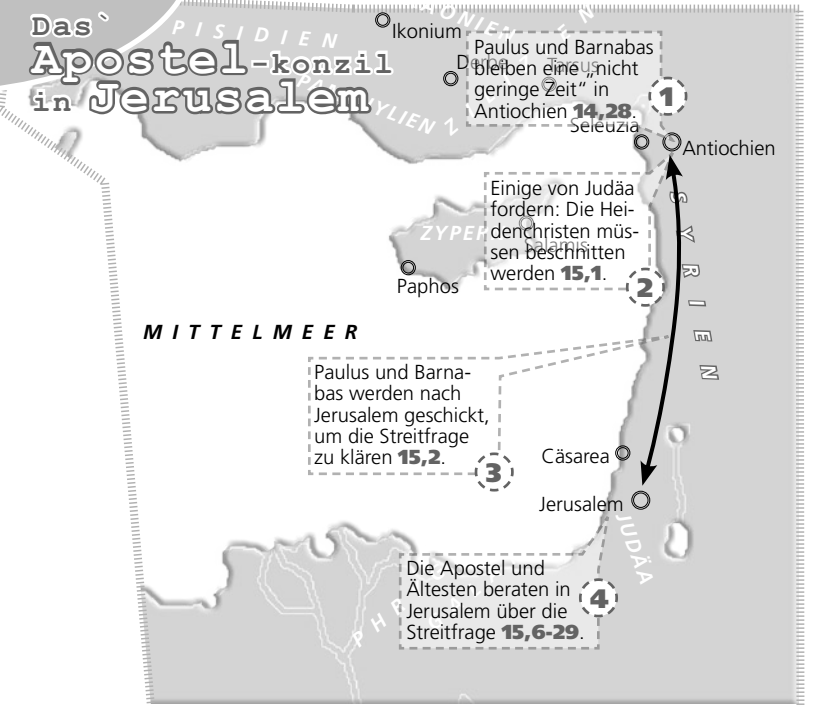 Das`
Apostel-konzil
in Jerusalem
PISIDIEN
Ikonium
Derbe
Tarsus
Paulus und Barnabas
bleiben eine „nicht
geringe Zeit“ in
Antiochien 14,28.
1
Seleuzia
Antiochien
SYRIEN
Einige von Judäa
fordern: Die Hei-
denchristen müs-
sen beschnitten
werden 15,1.
2
ZYPERN
Salamis
Paphos
MITTELMEER
Paulus und Barna-
bas werden nach
Jerusalem geschickt,
um die Streitfrage
zu klären 15,2.
3
Cäsarea
Jerusalem
JUDÄA
Die Apostel und
Ältesten beraten in
Jerusalem über die
Streitfrage 15,6-29.
4